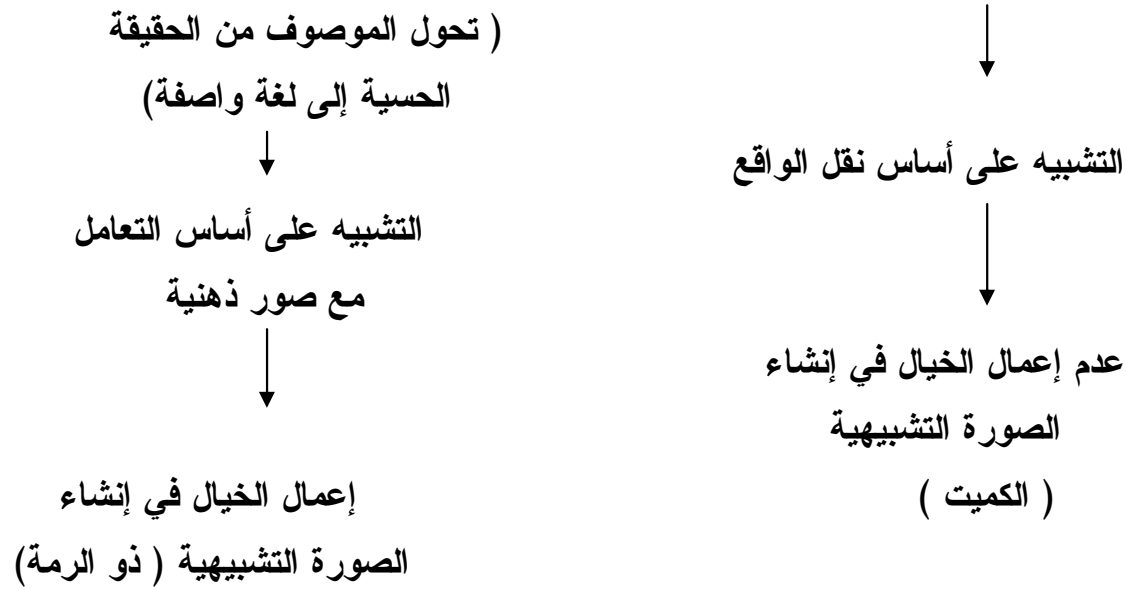 التشبيه على أساس نقل الواقع
عدم إعمال الخيال في إنشاء
الصورة التشبيهية
( الكميت )
( تحول الموصوف من الحقيقة
الحسية إلى لغة واصفة)
التشبيه على أساس التعامل
مع صور ذهنية
إعمال الخيال في إنشاء
الصورة التشبيهية ( ذو الرمة)